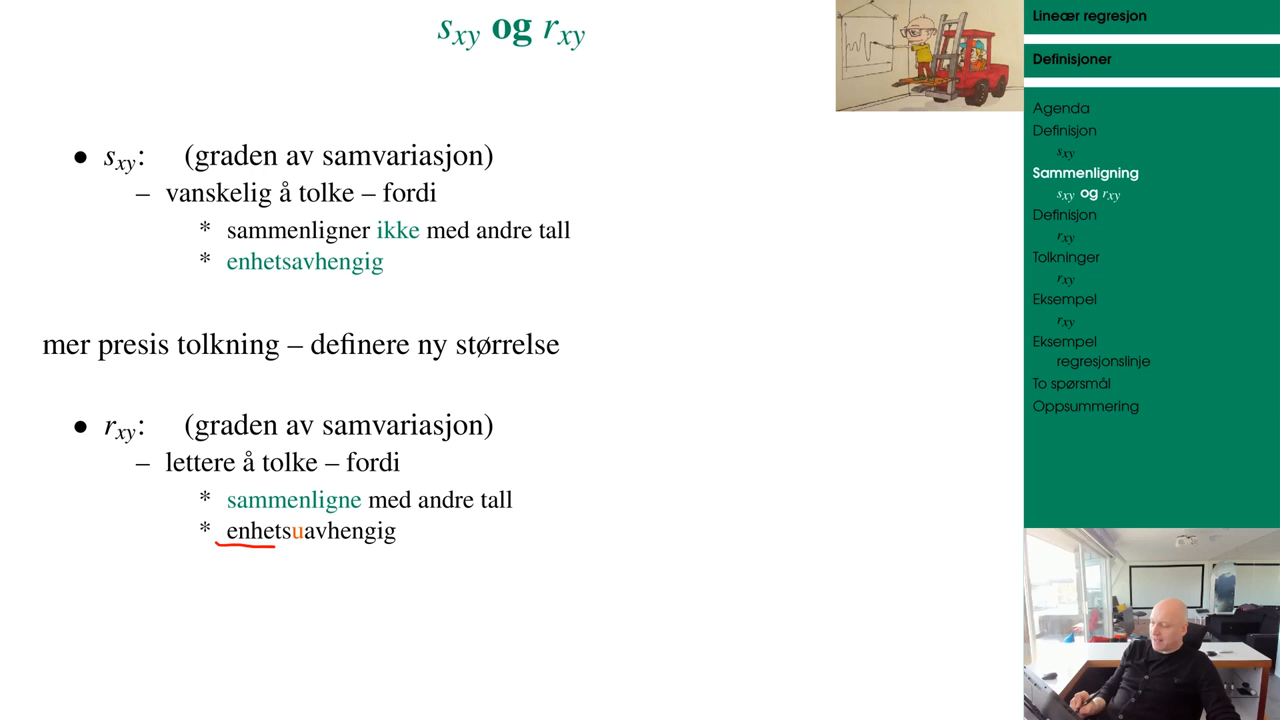 s_xy og r_xy
• s_xy: (graden av samvariasjon)
– vanskelig å tolke – fordi
* sammenligner ikke med andre tall
* enhetsavhengig
mer presis tolkning – definere ny størrelse
• r_xy: (graden av samvariasjon)
– lettere å tolke – fordi
* sammenligne med andre tall
* enhetsuavhengig
Lineær regresjon
Definisjoner
Agenda
Definisjon
s_xy
Sammenligning
s_xy og r_xy
Definisjon
r_xy
Tolkninger
r_xy
Eksempel
r_xy
Eksempel
regresjonslinje
To spørsmål
Oppsummering